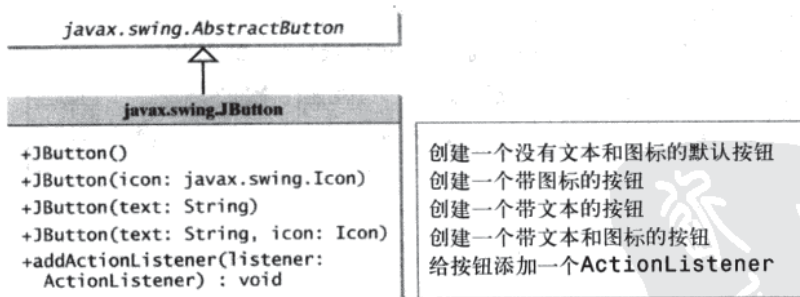 javax.swing.AbstractButton
javax.swing.JButton
+JButton()
+JButton(icon: javax.swing.Icon)
+JButton(text: String)
+JButton(text: String, icon: Icon)
+addActionListener(listener:
ActionListener) : void
创建一个没有文本和图标的默认按钮
创建一个带图标的按钮
创建一个带文本的按钮
创建一个带文本和图标的按钮
给按钮添加一个ActionListener